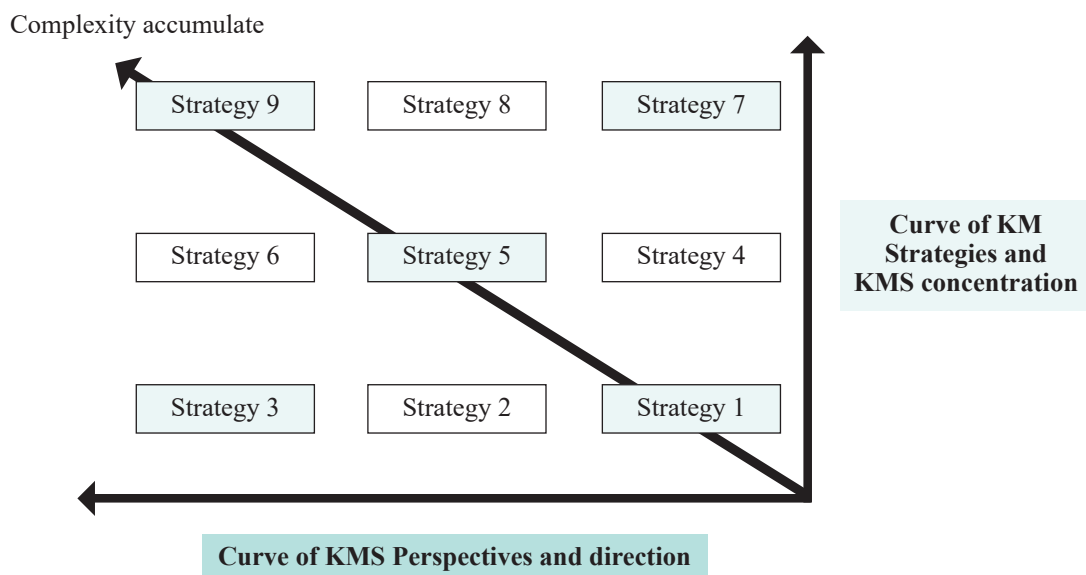 Complexity accumulate
Strategy 9
Strategy 8
Strategy 7
Strategy 6
Strategy 5
Strategy 4
Curve of KM
Strategies and
KMS concentration
Strategy 3
Strategy 2
Strategy 1
Curve of KMS Perspectives and direction